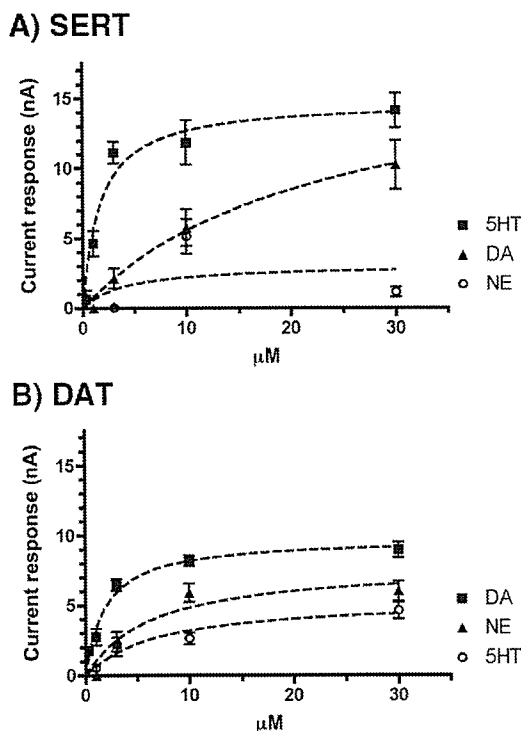 A) SERT
Current response (nA)
15
10
5
0
0 10 20 30
μM
5HT
DA
NE
B) DAT
Current response (nA)
15
10
5
0
0 10 20 30
μM
DA
NE
5HT